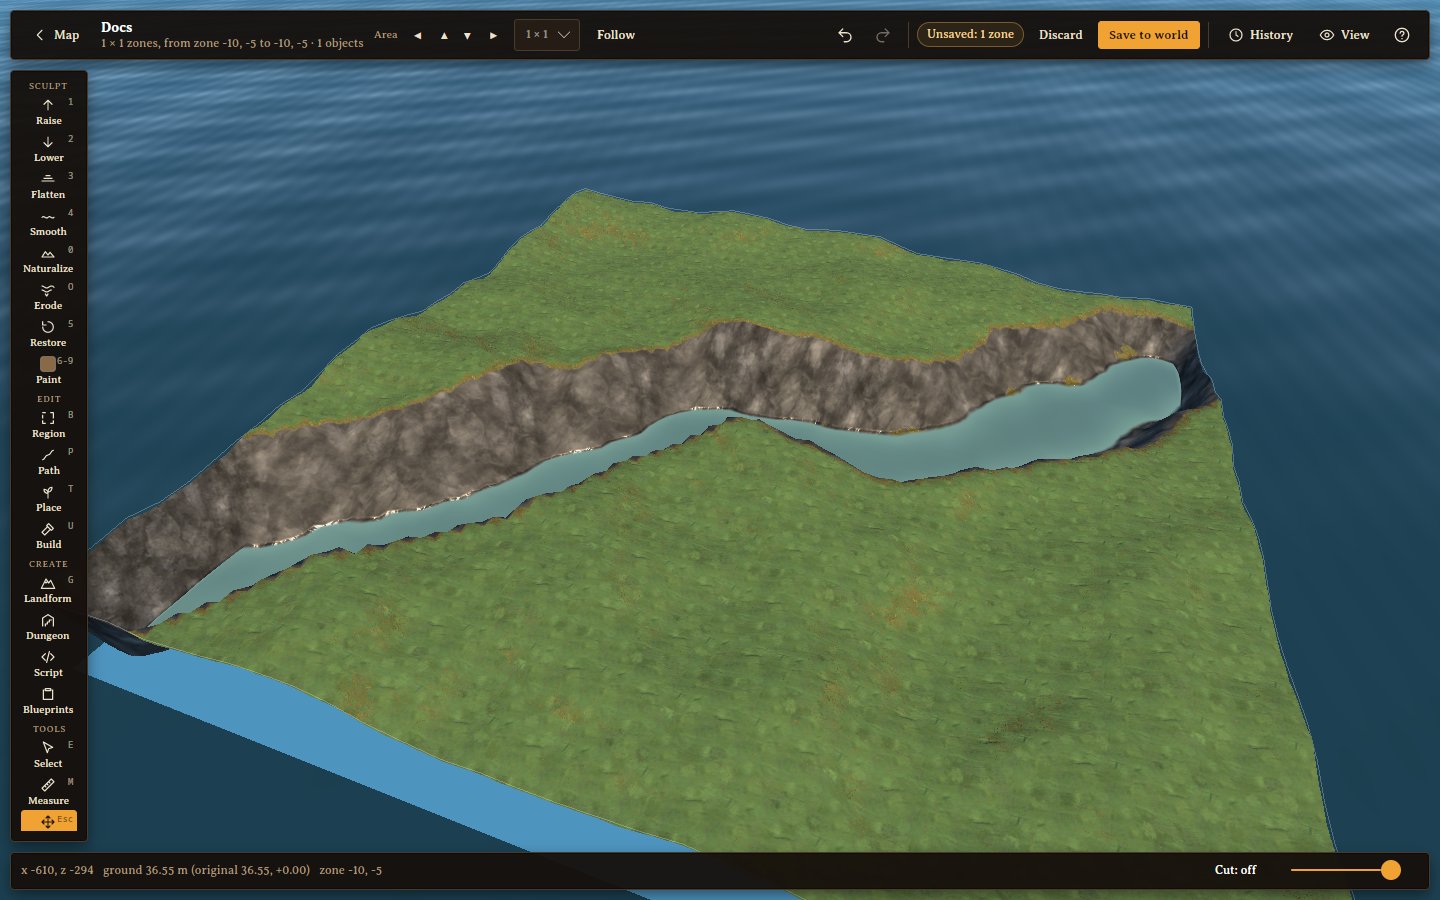 Map
Docs
1 × 1 zones, from zone -10, -5 to -10, -5 · 1 objects
Area
1 × 1
Follow
Unsaved: 1 zone
Discard
Save to world
History
View
SCULPT
1
Raise
2
Lower
3
Flatten
4
Smooth
0
Naturalize
O
Erode
5
Restore
6-9
Paint
EDIT
B
Region
P
Path
T
Place
U
Build
CREATE
G
Landform
Dungeon
Script
Blueprints
TOOLS
E
Select
M
Measure
Esc
x -610, z -294 ground 36.55 m (original 36.55, +0.00) zone -10, -5
Cut: off